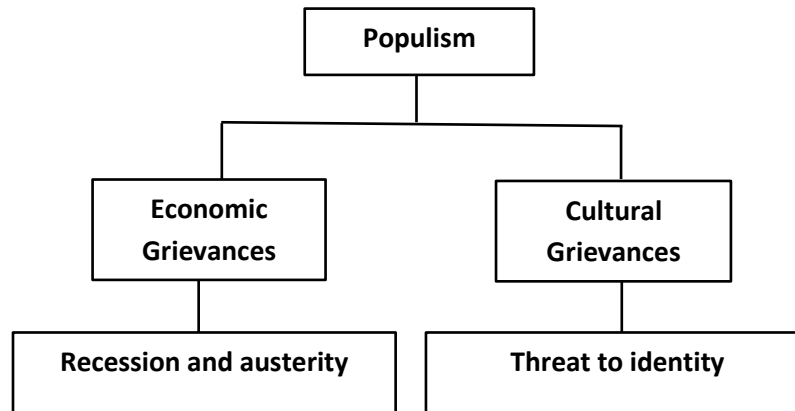 Populism
Economic
Grievances
Cultural
Grievances
Recession and austerity
Threat to identity